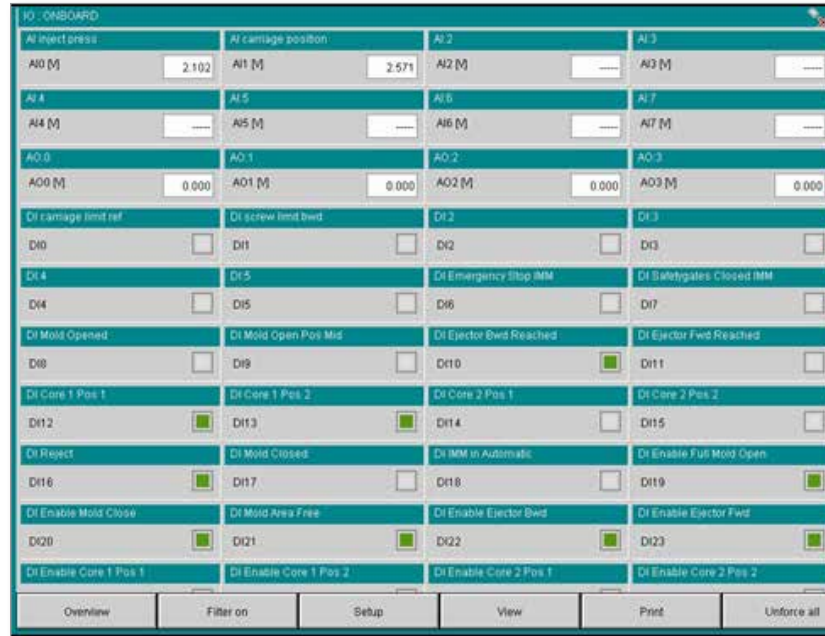 IO : ONBOARD
AI inject press AI carriage position AI:2 AI:3
AI0 [V] 2.102 AI1 [V] 2.571 AI2 [V] ----- AI3 [V] -----
AI:4 AI:5 AI:6 AI:7
AI4 [V] ----- AI5 [V] ----- AI6 [V] ----- AI7 [V] -----
AO:0 AO:1 AO:2 AO:3
AO0 [V] 0.000 AO1 [V] 0.000 AO2 [V] 0.000 AO3 [V] 0.000
DI carriage limit ref DI screw limit bwd DI:2 DI:3
DI0 DI1 DI2 DI3
DI:4 DI:5 DI Emergency Stop IMM DI Safetygates Closed IMM
DI4 DI5 DI6 DI7
DI Mold Opened DI Mold Open Pos Mid DI Ejector Bwd Reached DI Ejector Fwd Reached
DI8 DI9 DI10 DI11
DI Core 1 Pos 1 DI Core 1 Pos 2 DI Core 2 Pos 1 DI Core 2 Pos 2
DI12 DI13 DI14 DI15
DI Reject DI Mold Closed DI IMM in Automatic DI Enable Full Mold Open
DI16 DI17 DI18 DI19
DI Enable Mold Close DI Mold Area Free DI Enable Ejector Bwd DI Enable Ejector Fwd
DI20 DI21 DI22 DI23
DI Enable Core 1 Pos 1 DI Enable Core 1 Pos 2 DI Enable Core 2 Pos 1 DI Enable Core 2 Pos 2
Overview Filter on Setup View Print Unforce all